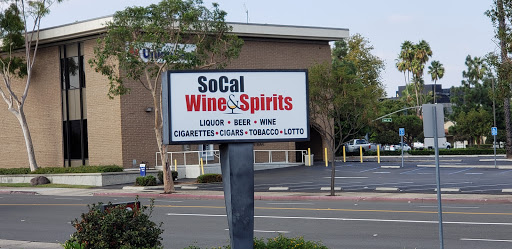 SoCal
Wine & Spirits
LIQUOR • BEER • WINE
CIGARETTES • CIGARS • TOBACCO • LOTTO